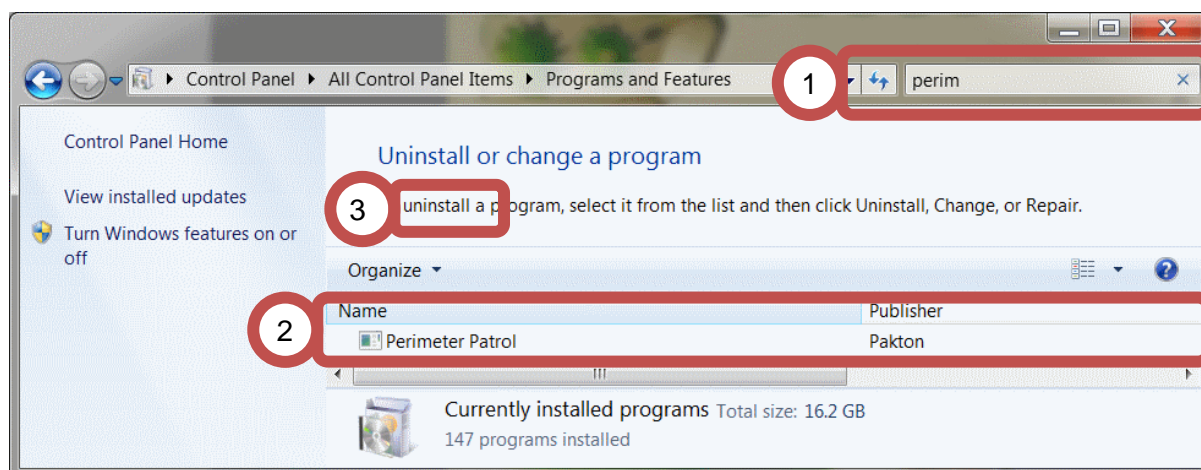 Control Panel All Control Panel Items Programs and Features 1 perim
Control Panel Home
View installed updates
Turn Windows features on or
off
Uninstall or change a program
3 uninstall a program, select it from the list and then click Uninstall, Change, or Repair.
Organize
Name Publisher
2 Perimeter Patrol Pakton
Currently installed programs Total size: 16.2 GB
147 programs installed